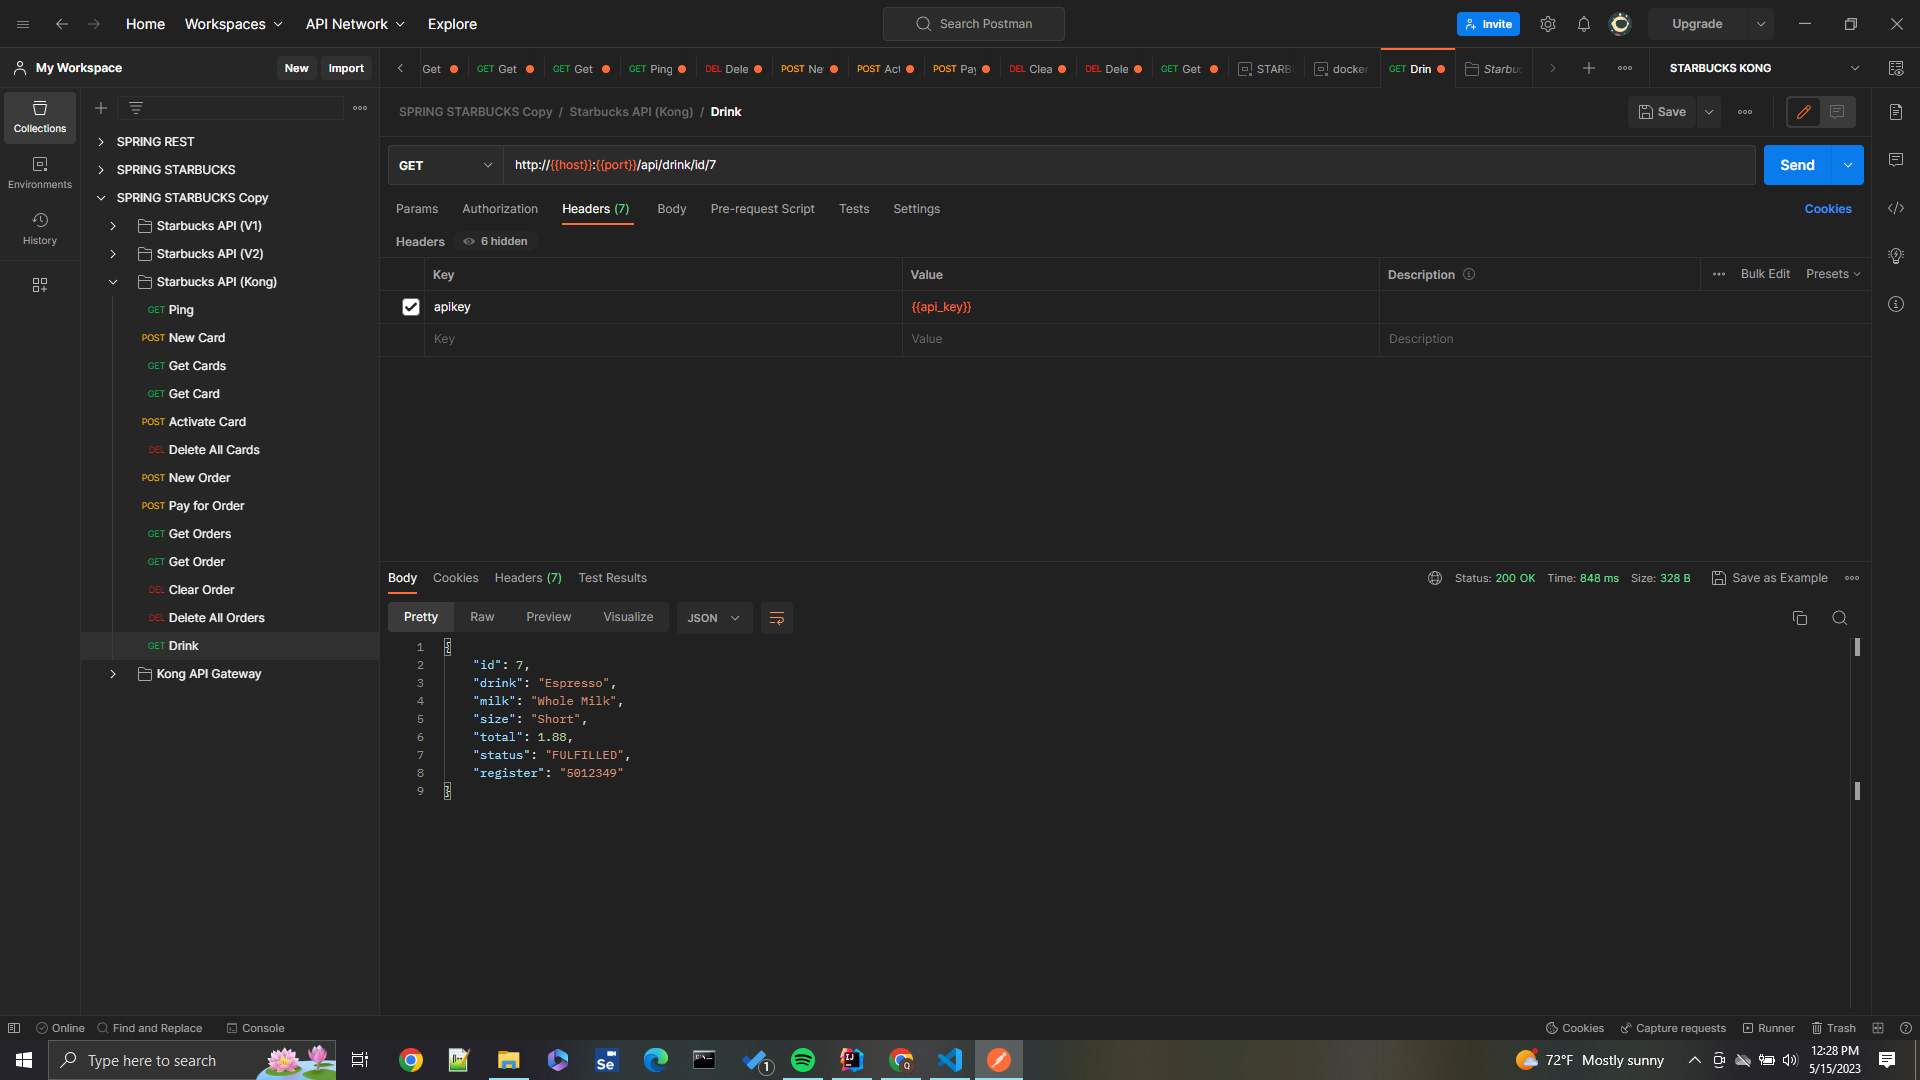 Home Workspaces API Network Explore Search Postman Invite Upgrade
My Workspace New Import
Get GET Get GET Get GET Ping DEL Dele POST Ne POST Act POST Pay DEL Clea DEL Dele GET Get STARB docker GET Drin Starbuc STARBUCKS KONG
Collections
Environments
History
SPRING REST
SPRING STARBUCKS
SPRING STARBUCKS Copy
Starbucks API (V1)
Starbucks API (V2)
Starbucks API (Kong)
GET Ping
POST New Card
GET Get Cards
GET Get Card
POST Activate Card
DEL Delete All Cards
POST New Order
POST Pay for Order
GET Get Orders
GET Get Order
DEL Clear Order
DEL Delete All Orders
GET Drink
Kong API Gateway
SPRING STARBUCKS Copy / Starbucks API (Kong) / Drink Save
GET http://{{host}}:{{port}}/api/drink/id/7 Send
Params Authorization Headers (7) Body Pre-request Script Tests Settings Cookies
Headers 6 hidden
Key Value Description Bulk Edit Presets
apikey {{api_key}}
Key Value Description
Body Cookies Headers (7) Test Results Status: 200 OK Time: 848 ms Size: 328 B Save as Example
Pretty Raw Preview Visualize JSON
1 {
2 "id": 7,
3 "drink": "Espresso",
4 "milk": "Whole Milk",
5 "size": "Short",
6 "total": 1.88,
7 "status": "FULFILLED",
8 "register": "5012349"
9 }
Online Find and Replace Console Cookies Capture requests Runner Trash
Type here to search Se 1 Q 72°F Mostly sunny 12:28 PM
5/15/2023